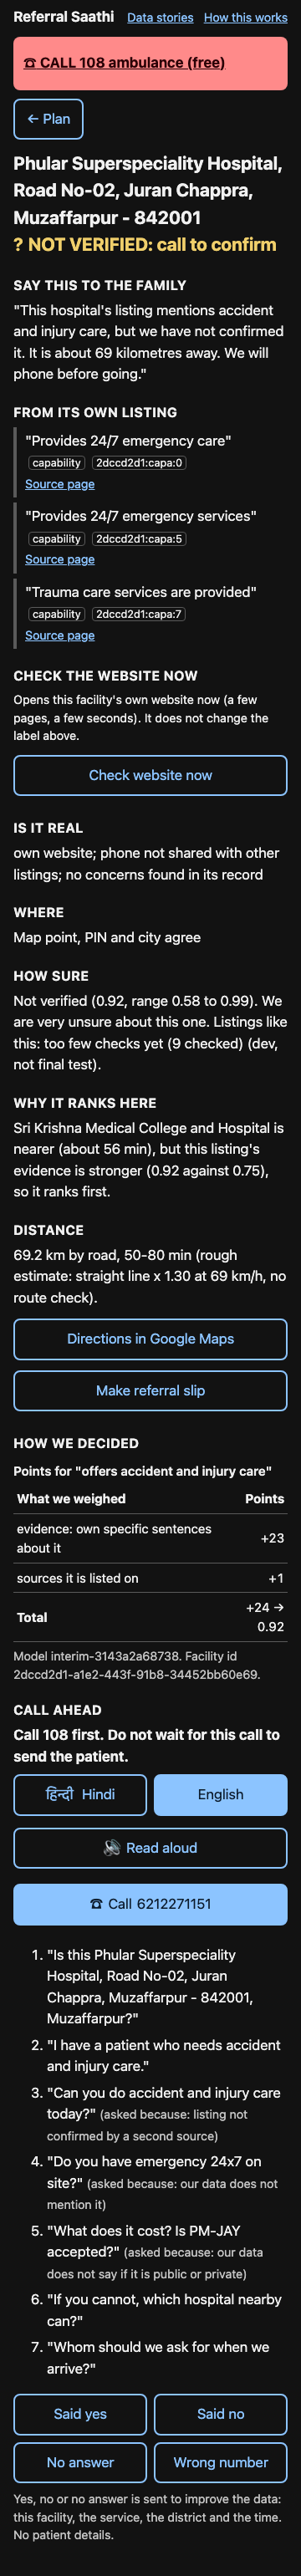 Referral Saathi Data stories How this works
☎ CALL 108 ambulance (free)
← Plan
Phular Superspeciality Hospital,
Road No-02, Juran Chappra,
Muzaffarpur - 842001
? NOT VERIFIED: call to confirm
SAY THIS TO THE FAMILY
"This hospital's listing mentions accident
and injury care, but we have not confirmed
it. It is about 69 kilometres away. We will
phone before going."
FROM ITS OWN LISTING
"Provides 24/7 emergency care"
capability 2dccd2d1:capa:0
Source page
"Provides 24/7 emergency services"
capability 2dccd2d1:capa:5
Source page
"Trauma care services are provided"
capability 2dccd2d1:capa:7
Source page
CHECK THE WEBSITE NOW
Opens this facility's own website now (a few
pages, a few seconds). It does not change the
label above.
Check website now
IS IT REAL
own website; phone not shared with other
listings; no concerns found in its record
WHERE
Map point, PIN and city agree
HOW SURE
Not verified (0.92, range 0.58 to 0.99). We
are very unsure about this one. Listings like
this: too few checks yet (9 checked) (dev,
not final test).
WHY IT RANKS HERE
Sri Krishna Medical College and Hospital is
nearer (about 56 min), but this listing's
evidence is stronger (0.92 against 0.75),
so it ranks first.
DISTANCE
69.2 km by road, 50-80 min (rough
estimate: straight line x 1.30 at 69 km/h, no
route check).
Directions in Google Maps
Make referral slip
HOW WE DECIDED
Points for "offers accident and injury care"
What we weighed Points
evidence: own specific sentences
about it +23
sources it is listed on +1
Total +24 →
0.92
Model interim-3143a2a68738. Facility id
2dccd2d1-a1e2-443f-91b8-34452bb60e69.
CALL AHEAD
Call 108 first. Do not wait for this call to
send the patient.
हिन्दी Hindi English
🔊 Read aloud
☎ Call 6212271151
1. "Is this Phular Superspeciality
Hospital, Road No-02, Juran
Chappra, Muzaffarpur - 842001,
Muzaffarpur?"
2. "I have a patient who needs accident
and injury care."
3. "Can you do accident and injury care
today?" (asked because: listing not
confirmed by a second source)
4. "Do you have emergency 24x7 on
site?" (asked because: our data does not
mention it)
5. "What does it cost? Is PM-JAY
accepted?" (asked because: our data
does not say if it is public or private)
6. "If you cannot, which hospital nearby
can?"
7. "Whom should we ask for when we
arrive?"
Said yes Said no
No answer Wrong number
Yes, no or no answer is sent to improve the data:
this facility, the service, the district and the time.
No patient details.